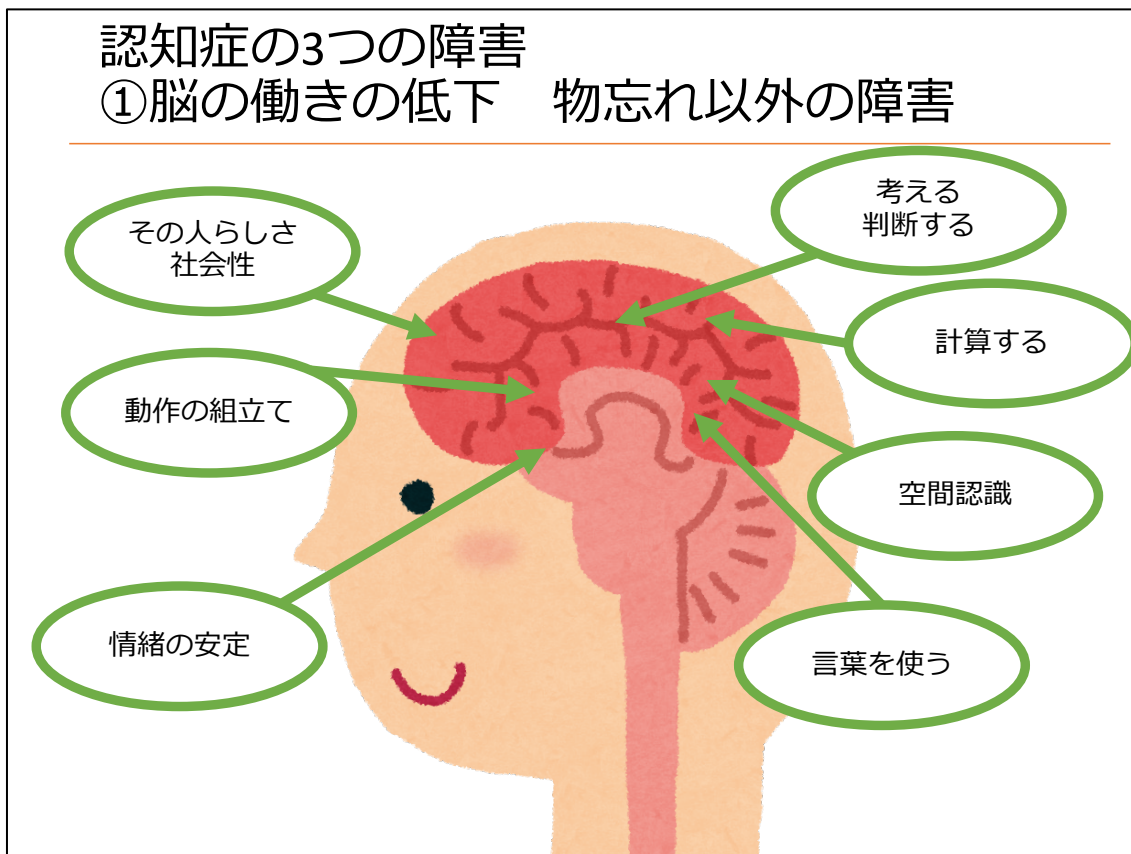 認知症の3つの障害
①脳の働きの低下　物忘れ以外の障害
その人らしさ
社会性
考える
判断する
計算する
動作の組立て
空間認識
情緒の安定
言葉を使う